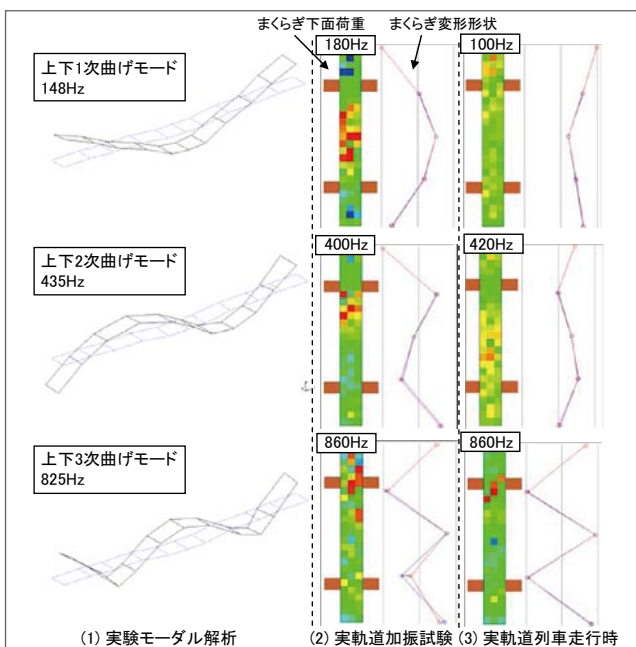 まくらぎ下面荷重
まくらぎ変形形状
上下1次曲げモード
148Hz
180Hz
100Hz
上下2次曲げモード
435Hz
400Hz
420Hz
上下3次曲げモード
825Hz
860Hz
860Hz
(1) 実験モーダル解析
(2) 実軌道加振試験
(3) 実軌道列車走行時